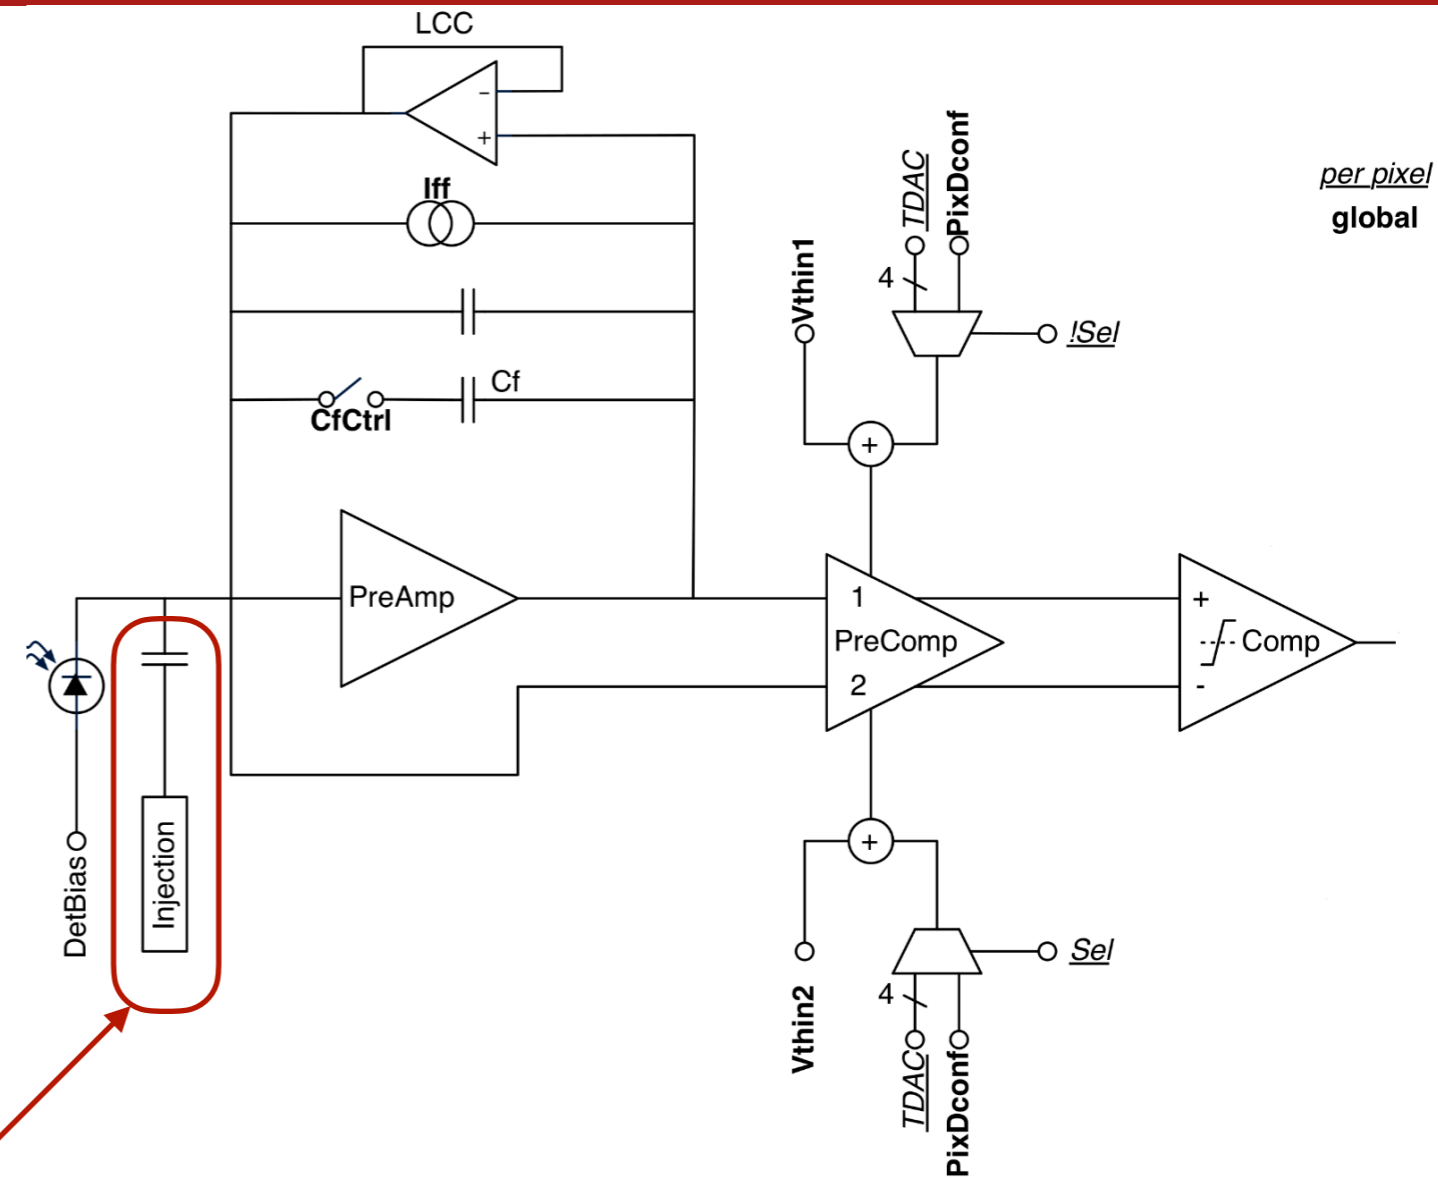 LCC
-
+
Iff
Cf
CfCtrl
TDAC
PixDconf
per pixel
global
Vthin1
4
!Sel
+
PreAmp
1
PreComp
2
+
Comp
-
DetBias
Injection
+
Sel
4
Vthin2
TDAC
PixDconf